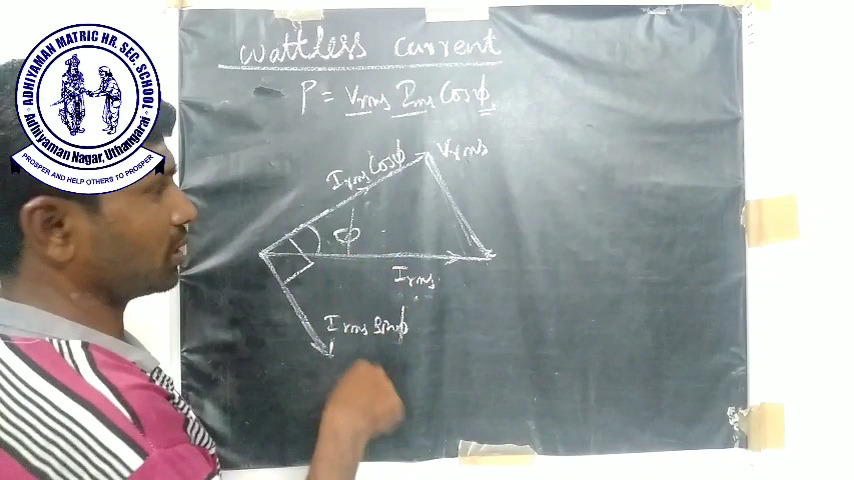 ADHIYAMAN MATRIC HR. SEC. SCHOOL
Adhiyaman Nagar, Uthangarai
PROSPER AND HELP OTHERS TO PROSPER
Wattless Current
P = Vrms Irms Cosϕ.
Irms Cosϕ
Vrms
ϕ
Irms.
Irms Sinϕ